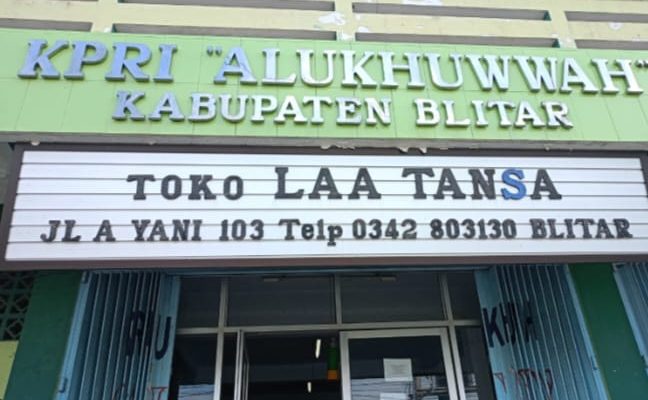 KPRI "ALUKHUWWAH"
KABUPATEN BLITAR
TOKO LAA TANSA
JL A YANI 103 Telp 0342 803130 BLITAR